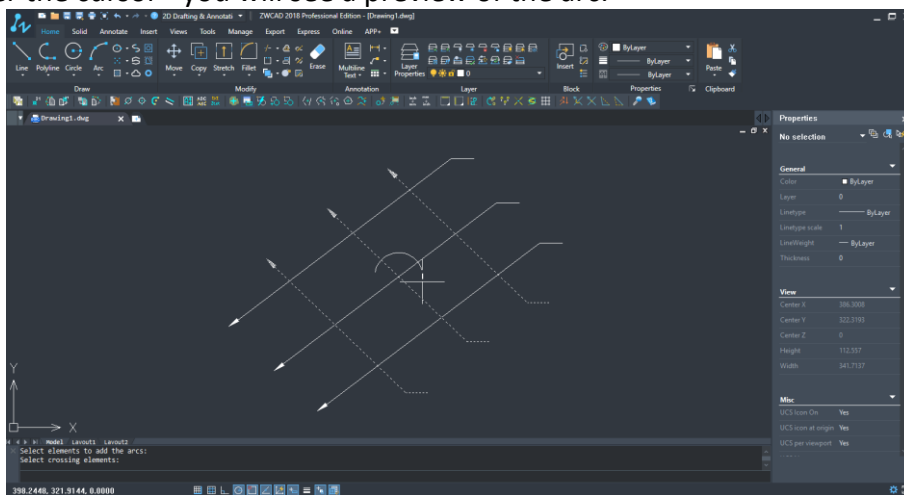 r the cursor - you will see a preview of the arc.
2D Drafting & Annotati
ZWCAD 2018 Professional Edition - [Drawing1.dwg]
Home Solid Annotate Insert Views Tools Manage Export Express Online APP+
Line Polyline Circle Arc
Move Copy Stretch Fillet Erase
Multiline Text
Layer Properties
0
Insert
ByLayer
ByLayer
ByLayer
Paste
Draw Modify Annotation Layer Block Properties Clipboard
Drawing1.dwg X
Properties
No selection
General
Color ByLayer
Layer 0
Linetype ByLayer
Linetype scale 1
LineWeight ByLayer
Thickness 0
View
Center X 386.3008
Center Y 322.3193
Center Z 0
Height 112.557
Width 341.7137
Misc
UCS Icon On Yes
UCS icon at origin Yes
UCS per viewport Yes
Y
X
Model Layout1 Layout2
Select elements to add the arcs:
Select crossing elements:
398.2448, 321.9144, 0.0000